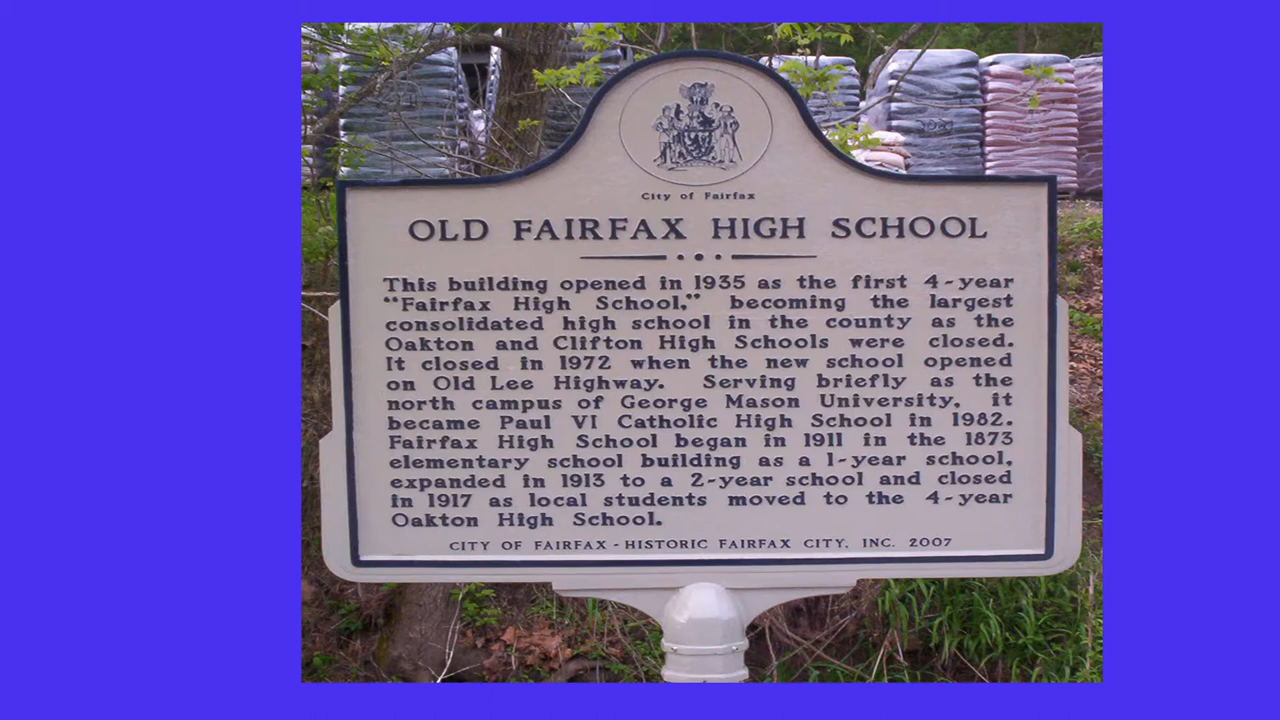 City of Fairfax
OLD FAIRFAX HIGH SCHOOL
This building opened in 1935 as the first 4-year
"Fairfax High School," becoming the largest
consolidated high school in the county as the
Oakton and Clifton High Schools were closed.
It closed in 1972 when the new school opened
on Old Lee Highway. Serving briefly as the
north campus of George Mason University, it
became Paul VI Catholic High School in 1982.
Fairfax High School began in 1911 in the 1873
elementary school building as a 1-year school,
expanded in 1913 to a 2-year school and closed
in 1917 as local students moved to the 4-year
Oakton High School.
CITY OF FAIRFAX - HISTORIC FAIRFAX CITY, INC. 2007